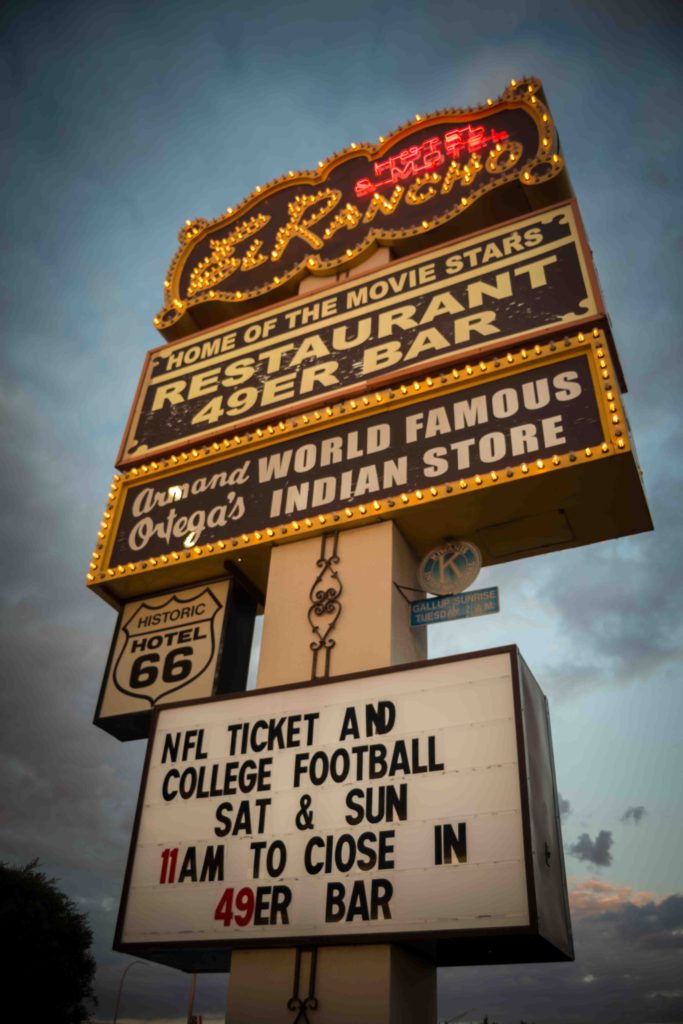 HOTEL
& MOTEL
El Rancho
HOME OF THE MOVIE STARS
RESTAURANT
49ER BAR
Armand Ortega's
WORLD FAMOUS
INDIAN STORE
HISTORIC
HOTEL
66
K
GALLUP SUNRISE
TUESDAY
NFL TICKET AND
COLLEGE FOOTBALL
SAT & SUN
11AM TO ClOSE IN
49ER BAR